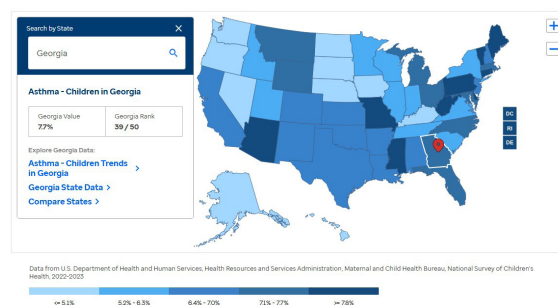 Search by State
Georgia
Asthma - Children in Georgia
Georgia Value
7.7%
Georgia Rank
39 / 50
Explore Georgia Data:
Asthma - Children Trends
in Georgia
Georgia State Data
Compare States
DC
RI
DE
Data from U.S. Department of Health and Human Services, Health Resources and Services Administration, Maternal and Child Health Bureau, National Survey of Children's
Health, 2022-2023
<= 5.1%
5.2% - 6.3%
6.4% - 7.0%
7.1% - 7.7%
>= 7.8%